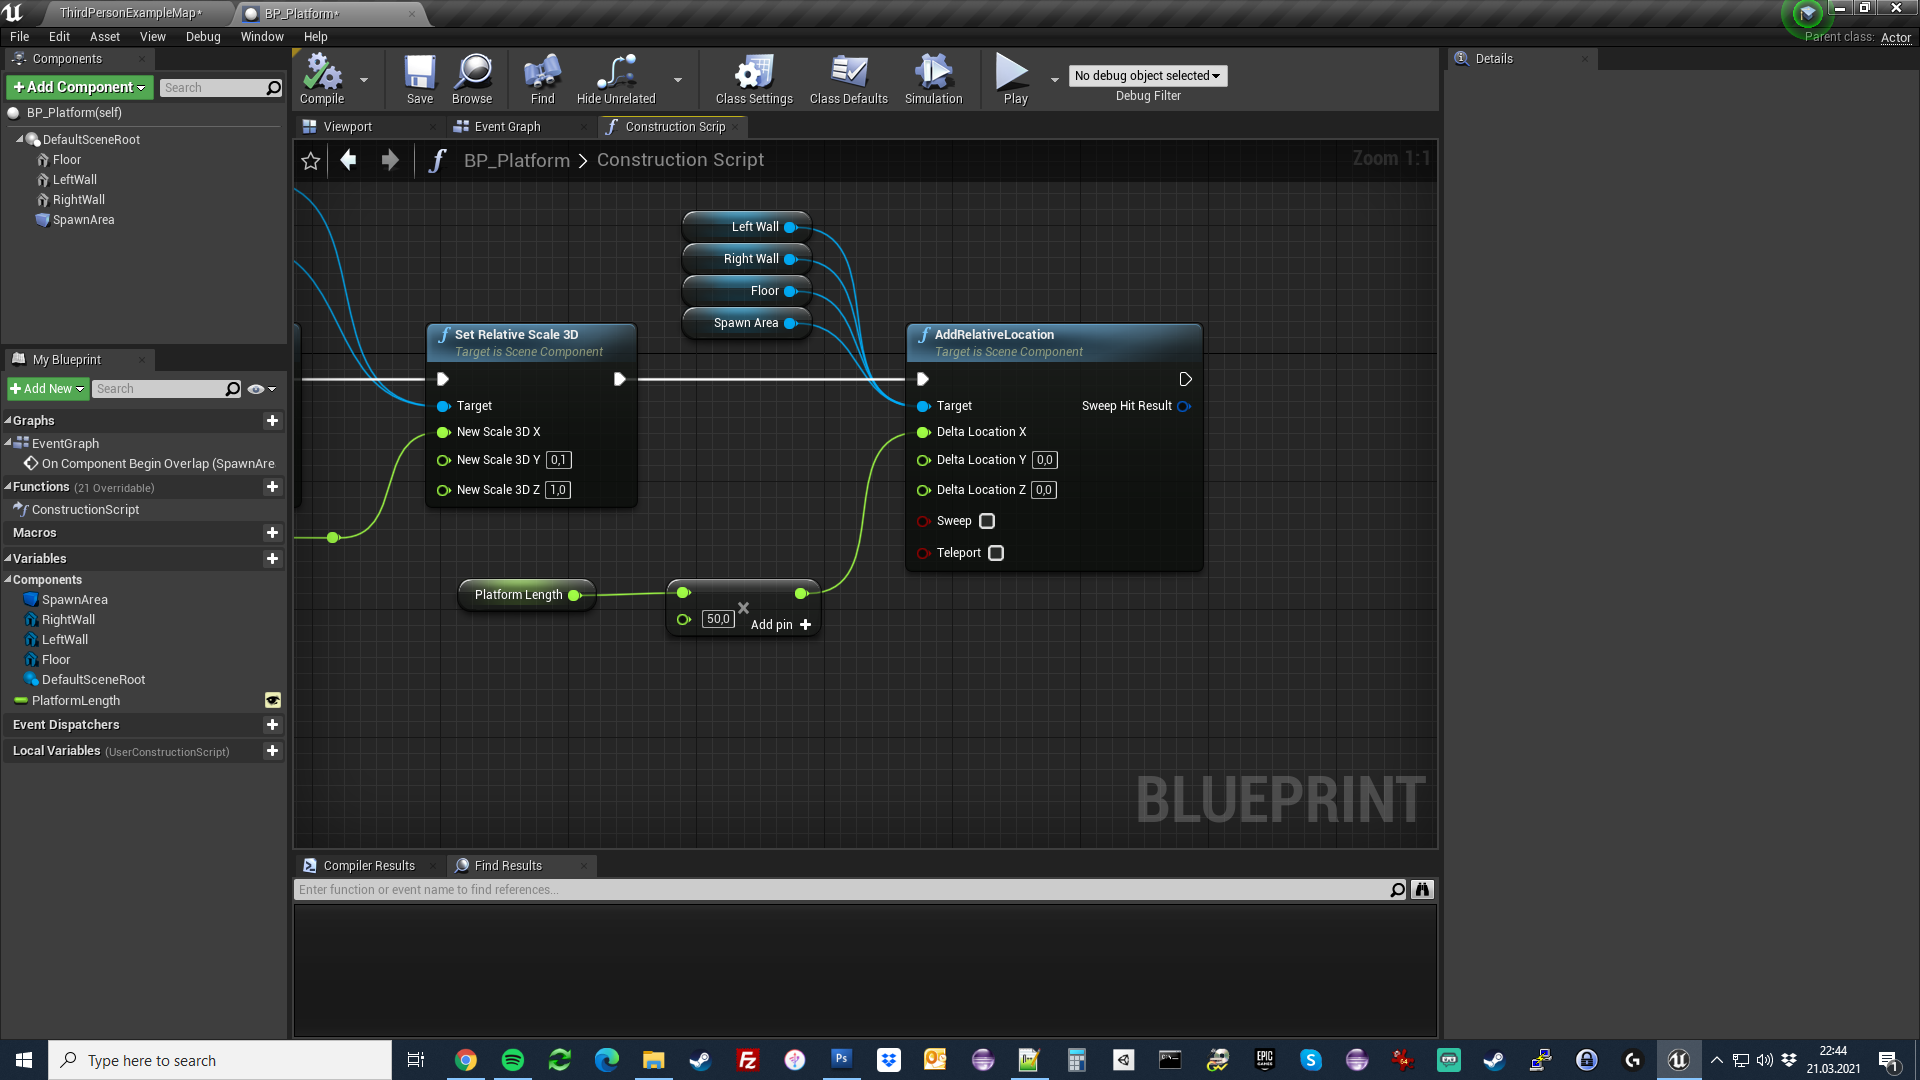 ThirdPersonExampleMap*
BP_Platform*
File Edit Asset View Debug Window Help
Parent class: Actor
Components
+Add Component
Search
BP_Platform(self)
DefaultSceneRoot
Floor
LeftWall
RightWall
SpawnArea
Compile
Save
Browse
Find
Hide Unrelated
Class Settings
Class Defaults
Simulation
Play
No debug object selected
Debug Filter
Details
Viewport
Event Graph
Construction Scrip
BP_Platform > Construction Script
Zoom 1:1
Left Wall
Right Wall
Floor
Spawn Area
Set Relative Scale 3D
Target is Scene Component
Target
New Scale 3D X
New Scale 3D Y 0,1
New Scale 3D Z 1,0
AddRelativeLocation
Target is Scene Component
Target
Sweep Hit Result
Delta Location X
Delta Location Y 0,0
Delta Location Z 0,0
Sweep
Teleport
Platform Length
50,0
Add pin +
BLUEPRINT
My Blueprint
+Add New
Search
Graphs
EventGraph
On Component Begin Overlap (SpawnAre
Functions (21 Overridable)
ConstructionScript
Macros
Variables
Components
SpawnArea
RightWall
LeftWall
Floor
DefaultSceneRoot
PlatformLength
Event Dispatchers
Local Variables (UserConstructionScript)
Compiler Results
Find Results
Enter function or event name to find references...
Type here to search
Ps
EPIC
GAMES
64
22:44
21.03.2021
1